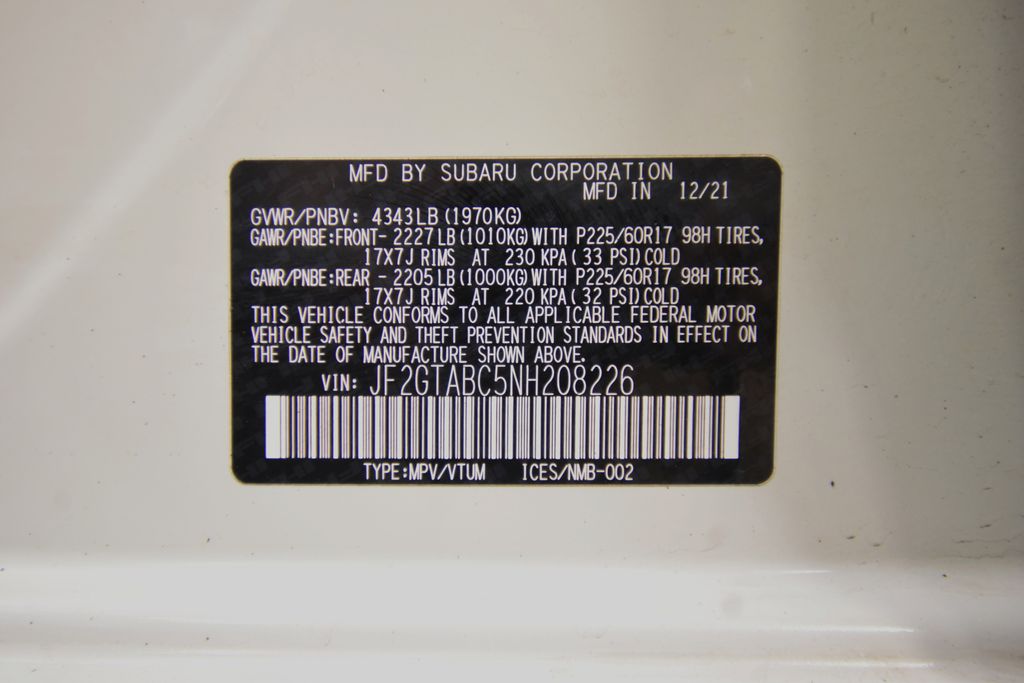 MFD BY SUBARU CORPORATION
MFD IN 12/21
GVWR/PNBV: 4343LB (1970KG)
GAWR/PNBE:FRONT- 2227LB (1010KG) WITH P225/60R17 98H TIRES,
17X7J RIMS AT 230 KPA ( 33 PSI) COLD
GAWR/PNBE:REAR - 2205LB (1000KG) WITH P225/60R17 98H TIRES,
17X7J RIMS AT 220 KPA ( 32 PSI) COLD
THIS VEHICLE CONFORMS TO ALL APPLICABLE FEDERAL MOTOR
VEHICLE SAFETY AND THEFT PREVENTION STANDARDS IN EFFECT ON
THE DATE OF MANUFACTURE SHOWN ABOVE.
VIN: JF2GTABC5NH208226
TYPE:MPV/VTUM ICES/NMB-002